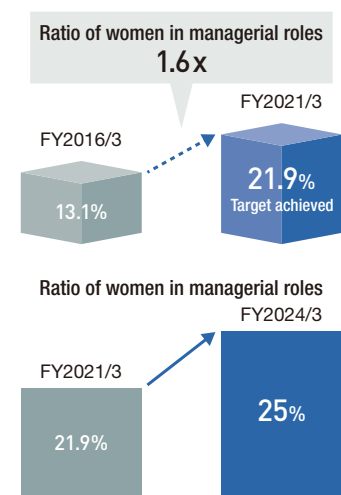 Ratio of women in managerial roles
1.6 x
FY2016/3
FY2021/3
13.1%
21.9%
Target achieved
Ratio of women in managerial roles
FY2021/3
FY2024/3
21.9%
25%